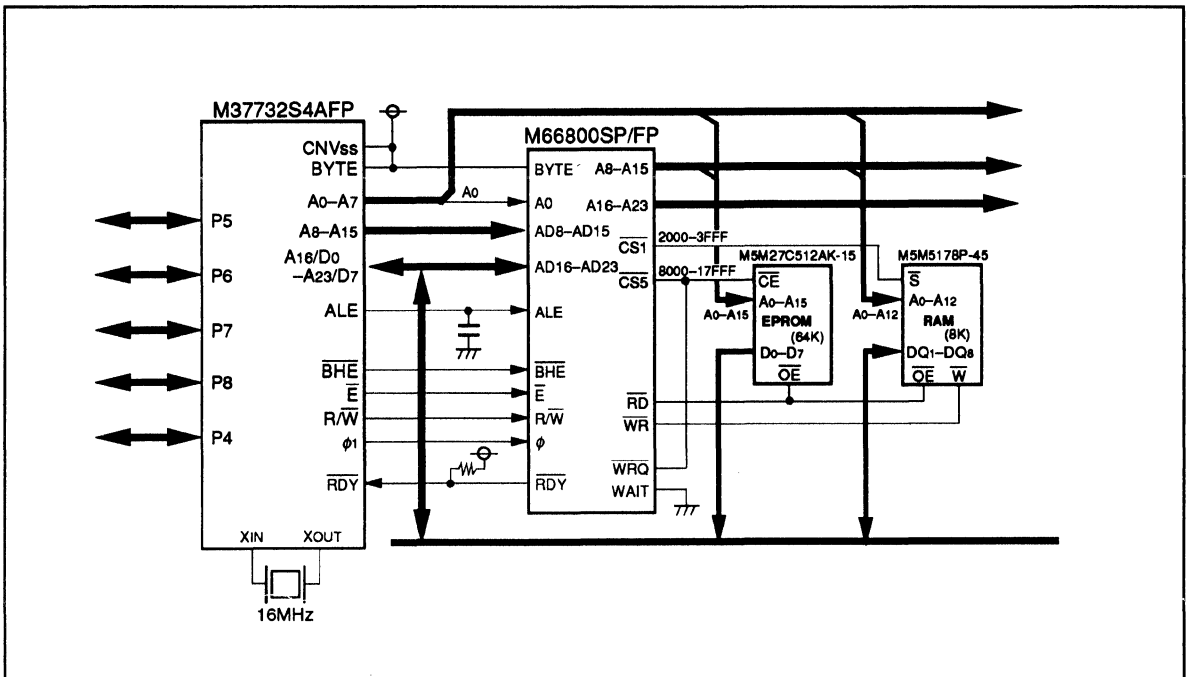 M37732S4AFP
CNVss
BYTE
A0–A7
A8–A15
A16/D0
–A23/D7
ALE
BHE
E
R/W
φ1
RDY
P5
P6
P7
P8
P4
XIN
XOUT
16MHz
A0
M66800SP/FP
BYTE
A0
AD8–AD15
AD16–AD23
ALE
BHE
E
R/W
φ
RDY
A8–A15
A16–A23
CS1
CS5
RD
WR
WRQ
WAIT
2000–3FFF
8000–17FFF
M5M27C512AK-15
CE
A0–A15
A0–A15
EPROM
(64K)
D0–D7
OE
M5M5178P-45
S
A0–A12
A0–A12
RAM
(8K)
DQ1–DQ8
OE
W